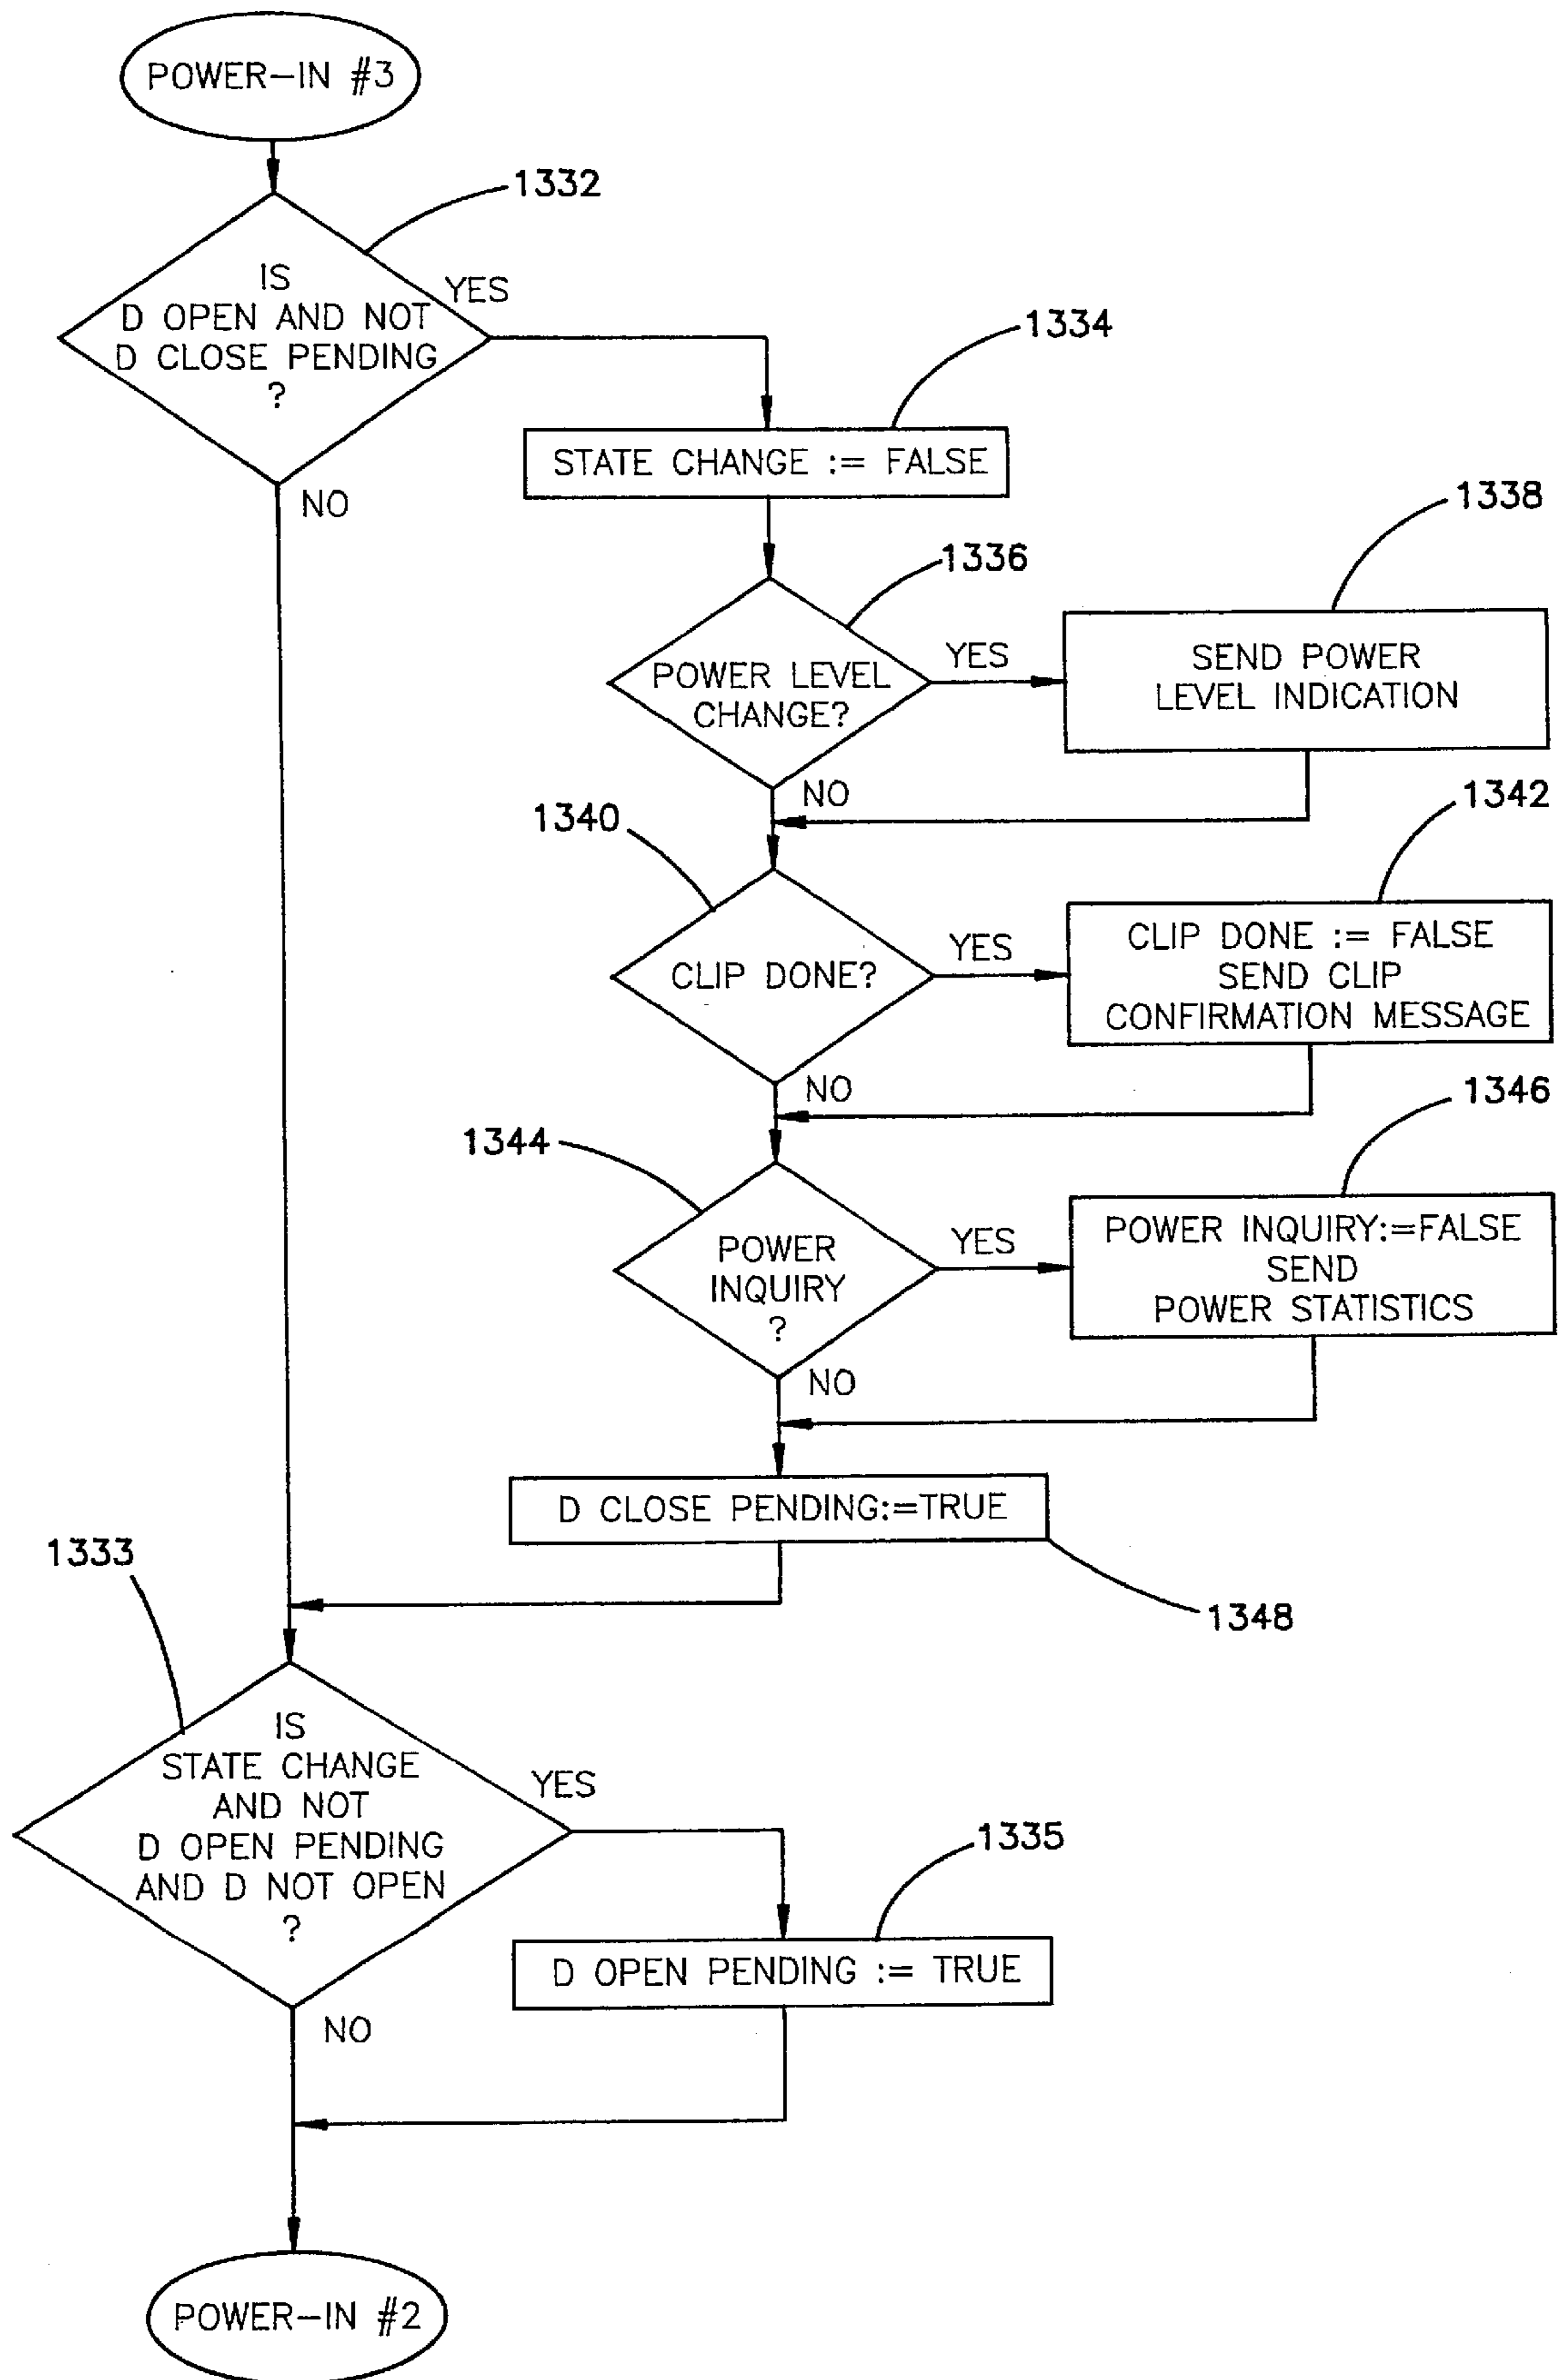 POWER-IN #3
1332
IS
D OPEN AND NOT
D CLOSE PENDING
?
YES
NO
1334
STATE CHANGE := FALSE
1336
POWER LEVEL
CHANGE?
YES
NO
1338
SEND POWER
LEVEL INDICATION
1340
CLIP DONE?
YES
NO
1342
CLIP DONE := FALSE
SEND CLIP
CONFIRMATION MESSAGE
1344
POWER
INQUIRY
?
YES
NO
1346
POWER INQUIRY:=FALSE
SEND
POWER STATISTICS
D CLOSE PENDING:=TRUE
1348
1333
IS
STATE CHANGE
AND NOT
D OPEN PENDING
AND D NOT OPEN
?
YES
NO
1335
D OPEN PENDING := TRUE
POWER-IN #2